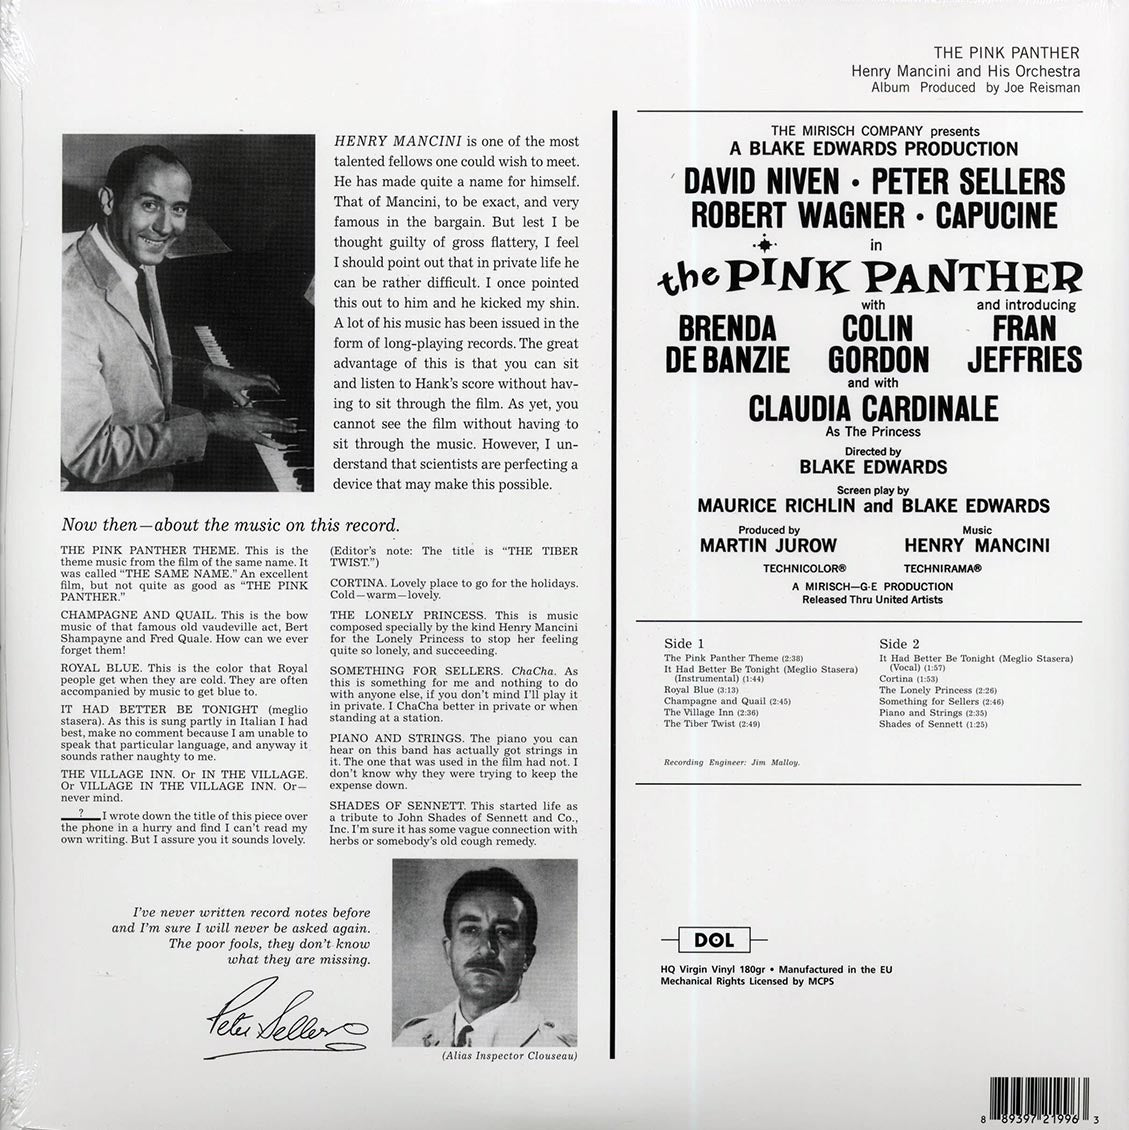 THE PINK PANTHER
Henry Mancini and His Orchestra
Album Produced by Joe Reisman
HENRY MANCINI is one of the most
talented fellows one could wish to meet.
He has made quite a name for himself.
That of Mancini, to be exact, and very
famous in the bargain. But lest I be
thought guilty of gross flattery, I feel
I should point out that in private life he
can be rather difficult. I once pointed
this out to him and he kicked my shin.
A lot of his music has been issued in the
form of long-playing records. The great
advantage of this is that you can sit
and listen to Hank's score without hav-
ing to sit through the film. As yet, you
cannot see the film without having to
sit through the music. However, I un-
derstand that scientists are perfecting a
device that may make this possible.
Now then—about the music on this record.
THE PINK PANTHER THEME. This is the
theme music from the film of the same name. It
was called "THE SAME NAME." An excellent
film, but not quite as good as "THE PINK
PANTHER."
CHAMPAGNE AND QUAIL. This is the bow
music of that famous old vaudeville act, Bert
Shampayne and Fred Quale. How can we ever
forget them!
ROYAL BLUE. This is the color that Royal
people get when they are cold. They are often
accompanied by music to get blue to.
IT HAD BETTER BE TONIGHT (meglio
stasera). As this is sung partly in Italian I had
best, make no comment because I am unable to
speak that particular language, and anyway it
sounds rather naughty to me.
THE VILLAGE INN. Or IN THE VILLAGE.
Or VILLAGE IN THE VILLAGE INN. Or—
never mind.
? I wrote down the title of this piece over
the phone in a hurry and find I can't read my
own writing. But I assure you it sounds lovely.
(Editor's note: The title is "THE TIBER
TWIST.")
CORTINA. Lovely place to go for the holidays.
Cold—warm—lovely.
THE LONELY PRINCESS. This is music
composed specially by the kind Henry Mancini
for the Lonely Princess to stop her feeling
quite so lonely, and succeeding.
SOMETHING FOR SELLERS. ChaCha. As
this is something for me and nothing to do
with anyone else, if you don't mind I'll play it
in private. I ChaCha better in private or when
standing at a station.
PIANO AND STRINGS. The piano you can
hear on this band has actually got strings in
it. The one that was used in the film had not. I
don't know why they were trying to keep the
expense down.
SHADES OF SENNETT. This started life as
a tribute to John Shades of Sennett and Co.,
Inc. I'm sure it has some vague connection with
herbs or somebody's old cough remedy.
I've never written record notes before
and I'm sure I will never be asked again.
The poor fools, they don't know
what they are missing.
Peter Sellers
(Alias Inspector Clouseau)
THE MIRISCH COMPANY presents
A BLAKE EDWARDS PRODUCTION
DAVID NIVEN • PETER SELLERS
ROBERT WAGNER • CAPUCINE
in
the PINK PANTHER
with
and introducing
BRENDA
DE BANZIE
COLIN
GORDON
FRAN
JEFFRIES
and with
CLAUDIA CARDINALE
As The Princess
Directed by
BLAKE EDWARDS
Screen play by
MAURICE RICHLIN and BLAKE EDWARDS
Produced by
MARTIN JUROW
Music
HENRY MANCINI
TECHNICOLOR®
TECHNIRAMA®
A MIRISCH—G-E PRODUCTION
Released Thru United Artists
Side 1
The Pink Panther Theme (2:38)
It Had Better Be Tonight (Meglio Stasera)
(Instrumental) (1:44)
Royal Blue (3:13)
Champagne and Quail (2:45)
The Village Inn (2:36)
The Tiber Twist (2:49)
Side 2
It Had Better Be Tonight (Meglio Stasera)
(Vocal) (1:57)
Cortina (1:53)
The Lonely Princess (2:26)
Something for Sellers (2:46)
Piano and Strings (2:35)
Shades of Sennett (1:25)
Recording Engineer: Jim Malloy.
DOL
HQ Virgin Vinyl 180gr • Manufactured in the EU
Mechanical Rights Licensed by MCPS
8 89397 21996 3